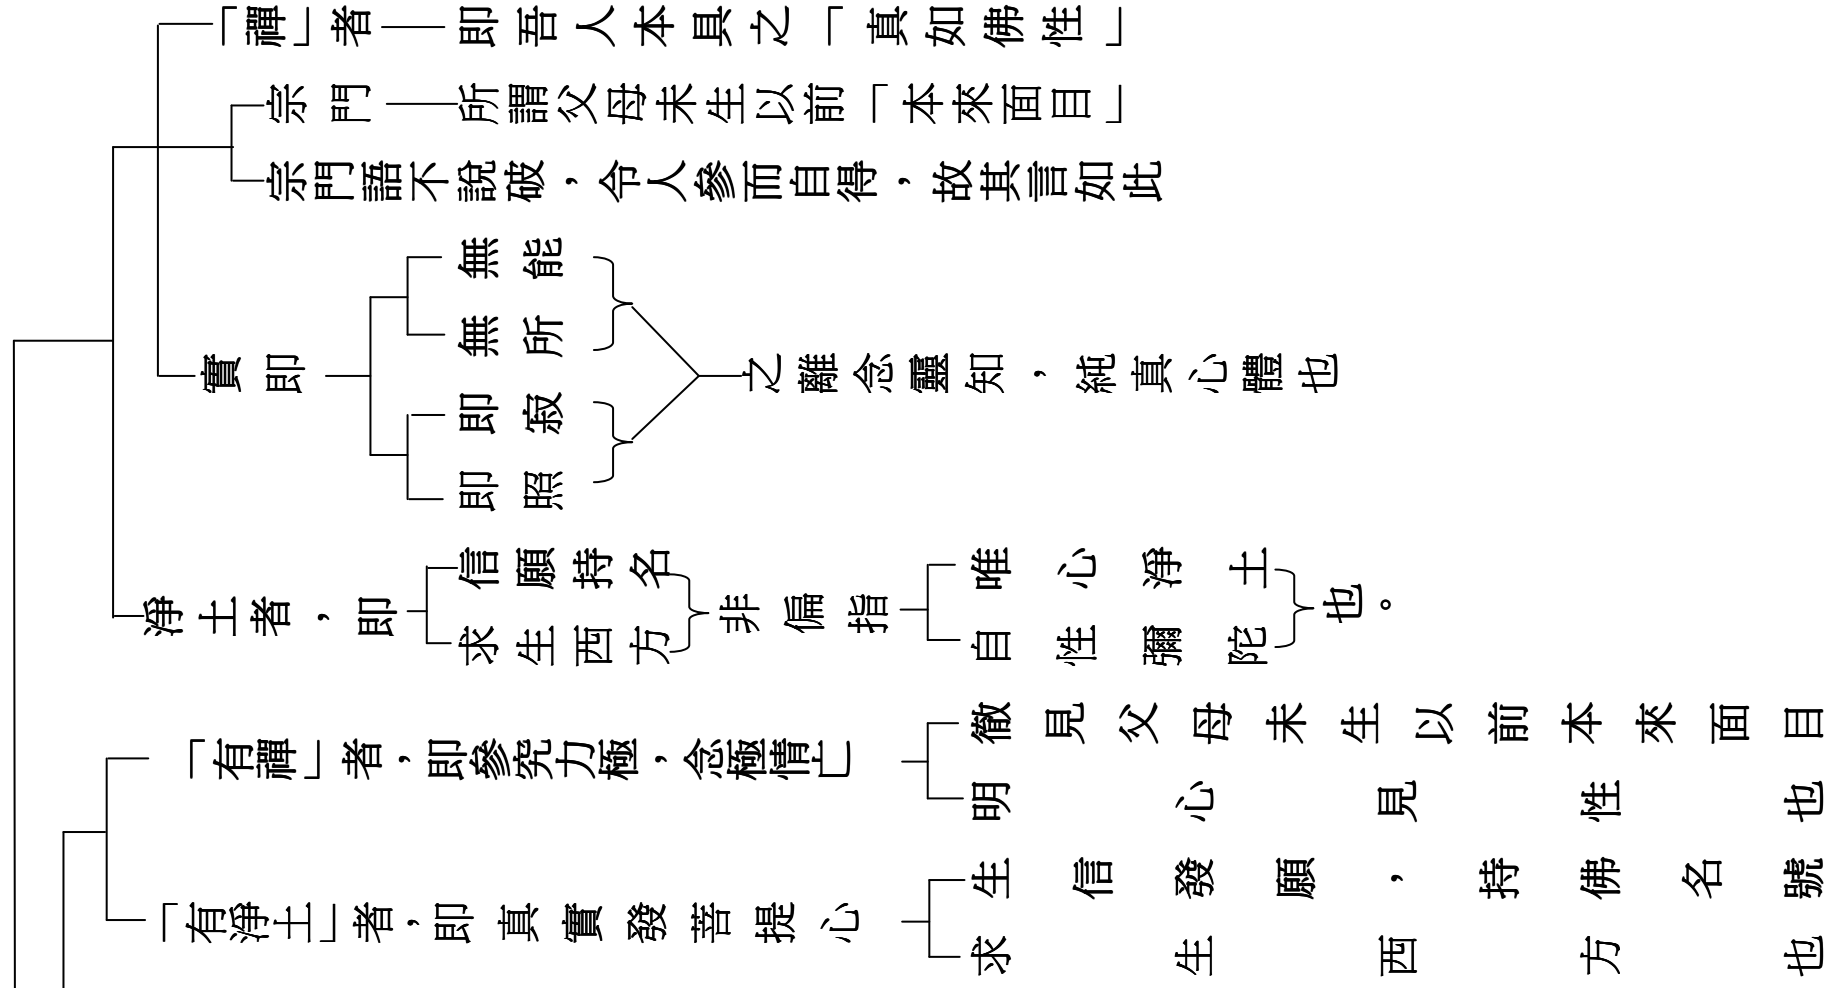 「禪」者
即吾人本具之「真如佛性」
宗門
所謂父母未生以前「本來面目」
宗門語不說破，令人參而自得，故其言如此
實即
無能
無所
即寂
即照
之離念靈知，純真心體也
淨土者，即
信願持名
求生西方
非偏指
唯心淨土
自性彌陀
也。
「有禪」者，即參究力極，念極情亡
徹見父母未生以前本來面目
明心見性也
「有淨土」者，即真實發菩提心
生信發願，持佛名號
求生西方也